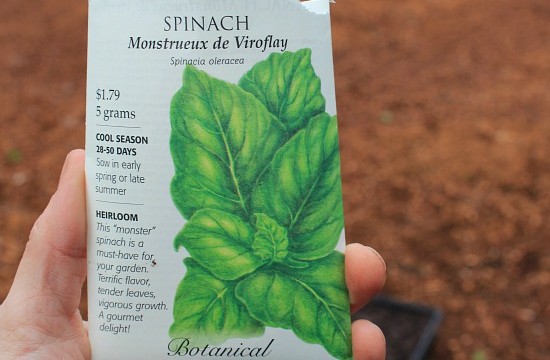 SPINACH
Monstrueux de Viroflay
Spinacia oleracea
$1.79
5 grams
COOL SEASON
28-50 DAYS
Sow in early
spring or late
summer
HEIRLOOM
This "monster"
spinach is a
must-have for
your garden.
Terrific flavor,
tender leaves,
vigorous growth.
A gourmet
delight!
Botanical